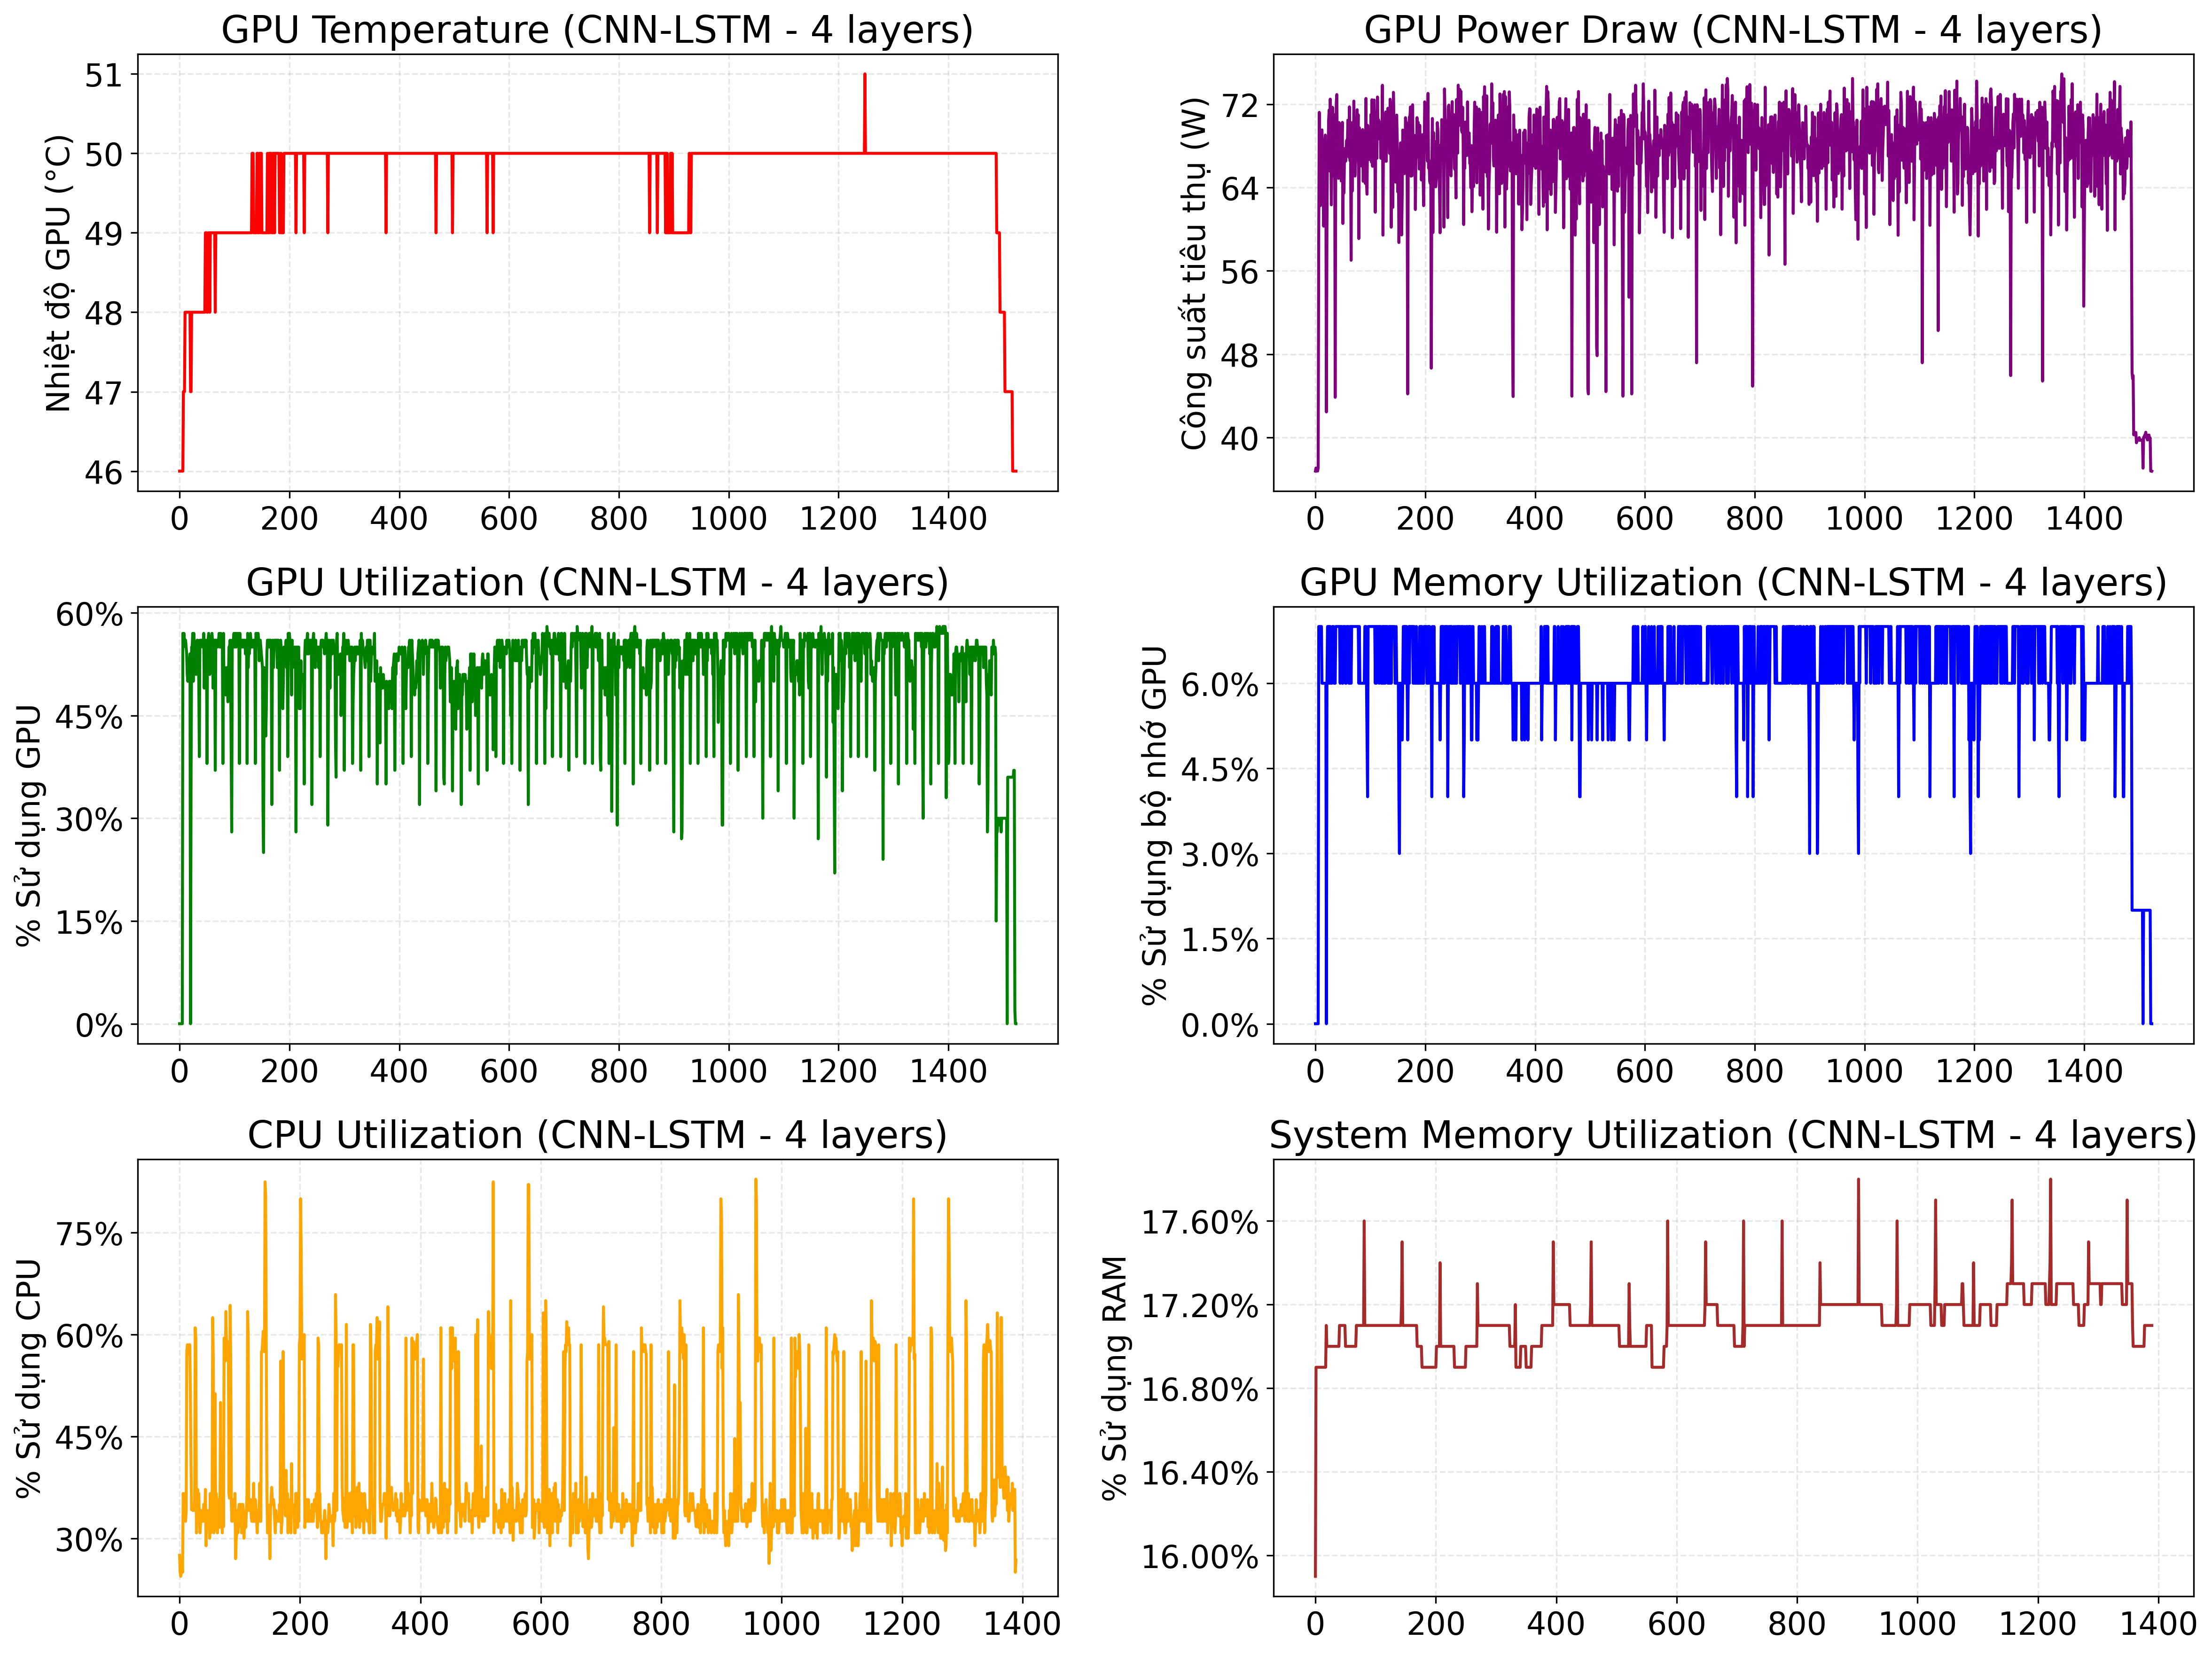 GPU Temperature (CNN-LSTM - 4 layers)
Nhiệt độ GPU (°C)
51
50
49
48
47
46
0 200 400 600 800 1000 1200 1400
GPU Power Draw (CNN-LSTM - 4 layers)
Công suất tiêu thụ (W)
72
64
56
48
40
0 200 400 600 800 1000 1200 1400
GPU Utilization (CNN-LSTM - 4 layers)
% Sử dụng GPU
60%
45%
30%
15%
0%
0 200 400 600 800 1000 1200 1400
GPU Memory Utilization (CNN-LSTM - 4 layers)
% Sử dụng bộ nhớ GPU
6.0%
4.5%
3.0%
1.5%
0.0%
0 200 400 600 800 1000 1200 1400
CPU Utilization (CNN-LSTM - 4 layers)
% Sử dụng CPU
75%
60%
45%
30%
0 200 400 600 800 1000 1200 1400
System Memory Utilization (CNN-LSTM - 4 layers)
% Sử dụng RAM
17.60%
17.20%
16.80%
16.40%
16.00%
0 200 400 600 800 1000 1200 1400